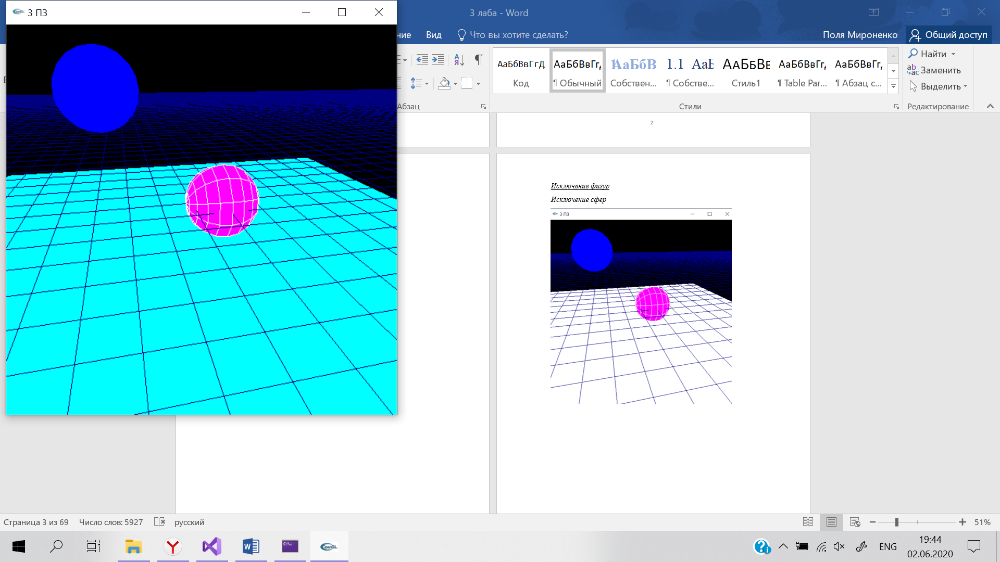 3 ПЗ
3 лаба - Word
ние
Вид
Что вы хотите сделать?
Поля Мироненко
Общий доступ
АаБбВвГгД
АаБбВвГг,
АаБбВ
1.1 АаБ
АаБбВв
АаБбВвГг,
АаБбВвГг,
Код
¶ Обычный
Собствен...
¶ Собстве...
Стиль1
¶ Table Par...
¶ Абзац с...
Найти
Заменить
Выделить
Абзац
Стили
Редактирование
2
Исключение фигур
Исключение сфер
3 ПЗ
Страница 3 из 69
Число слов: 5927
русский
51%
OpenGL
ENG
19:44
02.06.2020